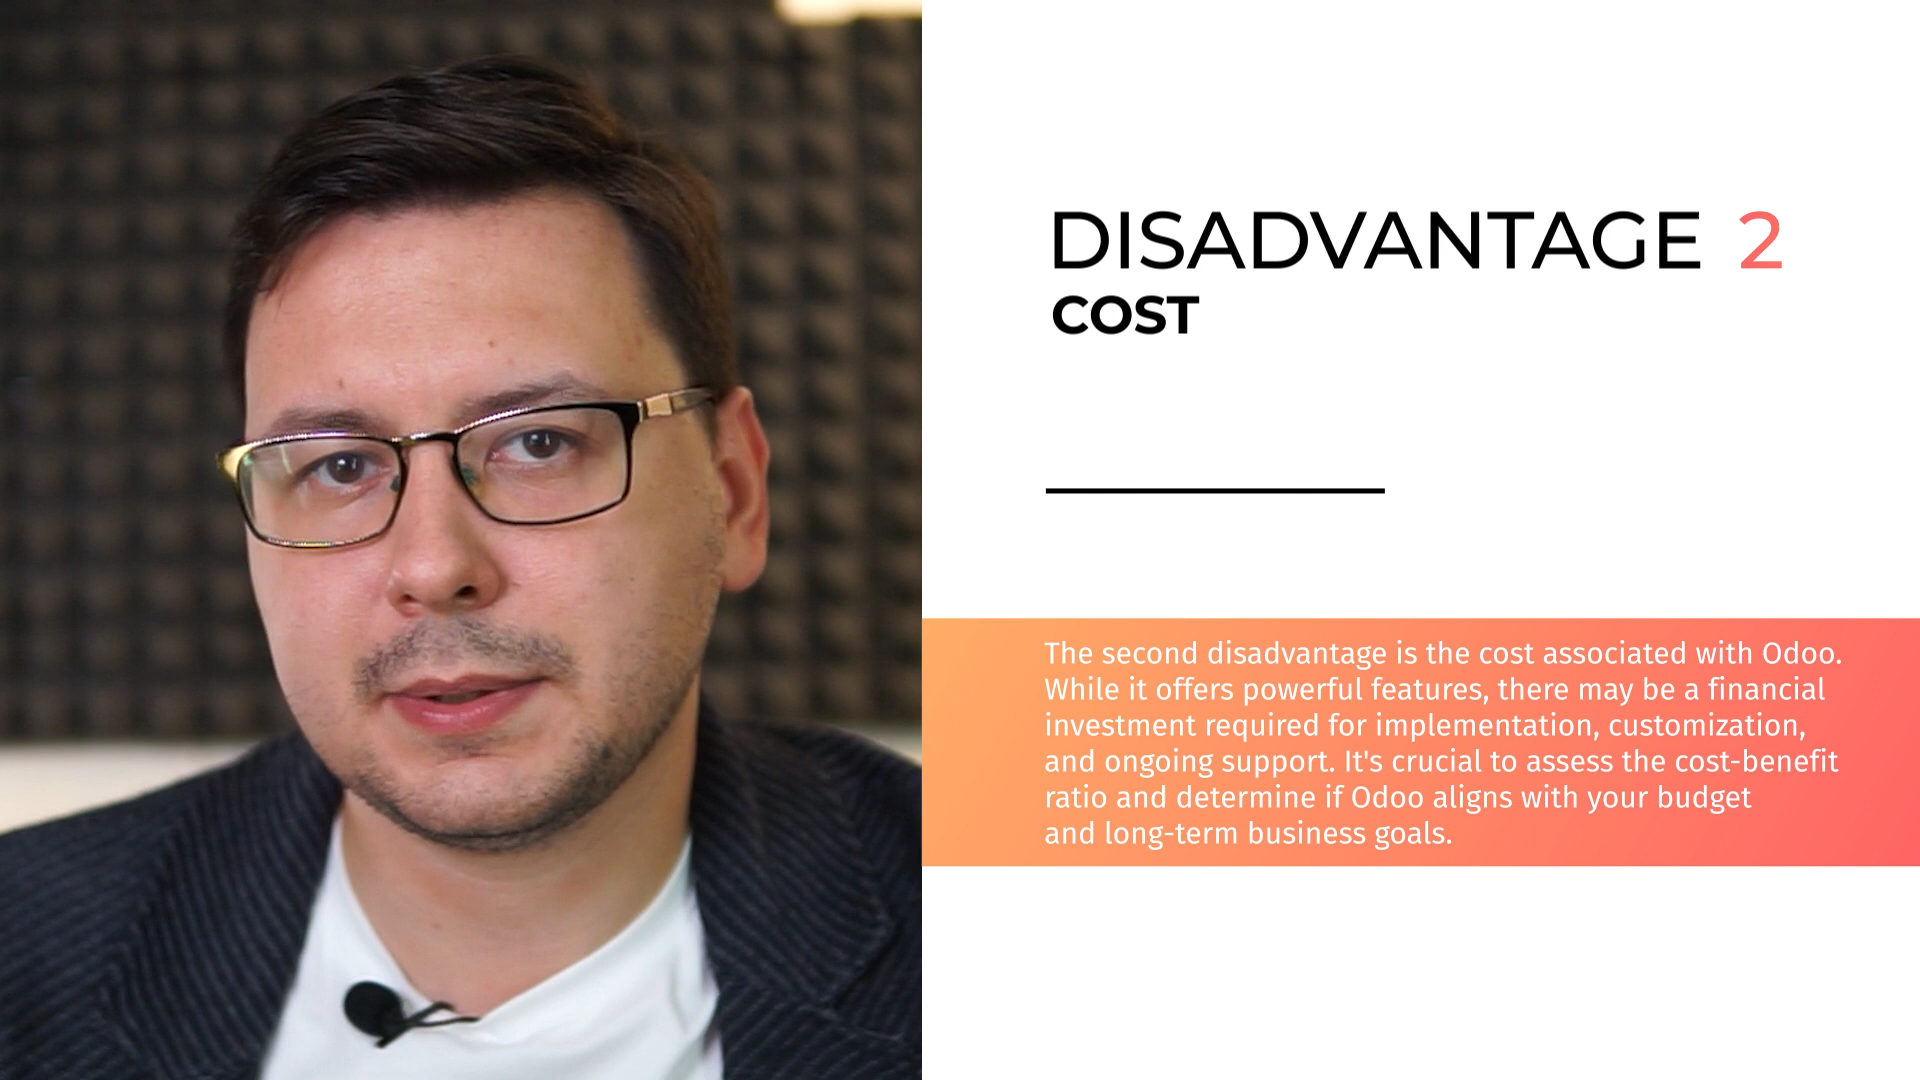 DISADVANTAGE 2
COST
The second disadvantage is the cost associated with Odoo.
While it offers powerful features, there may be a financial
investment required for implementation, customization,
and ongoing support. It's crucial to assess the cost-benefit
ratio and determine if Odoo aligns with your budget
and long-term business goals.